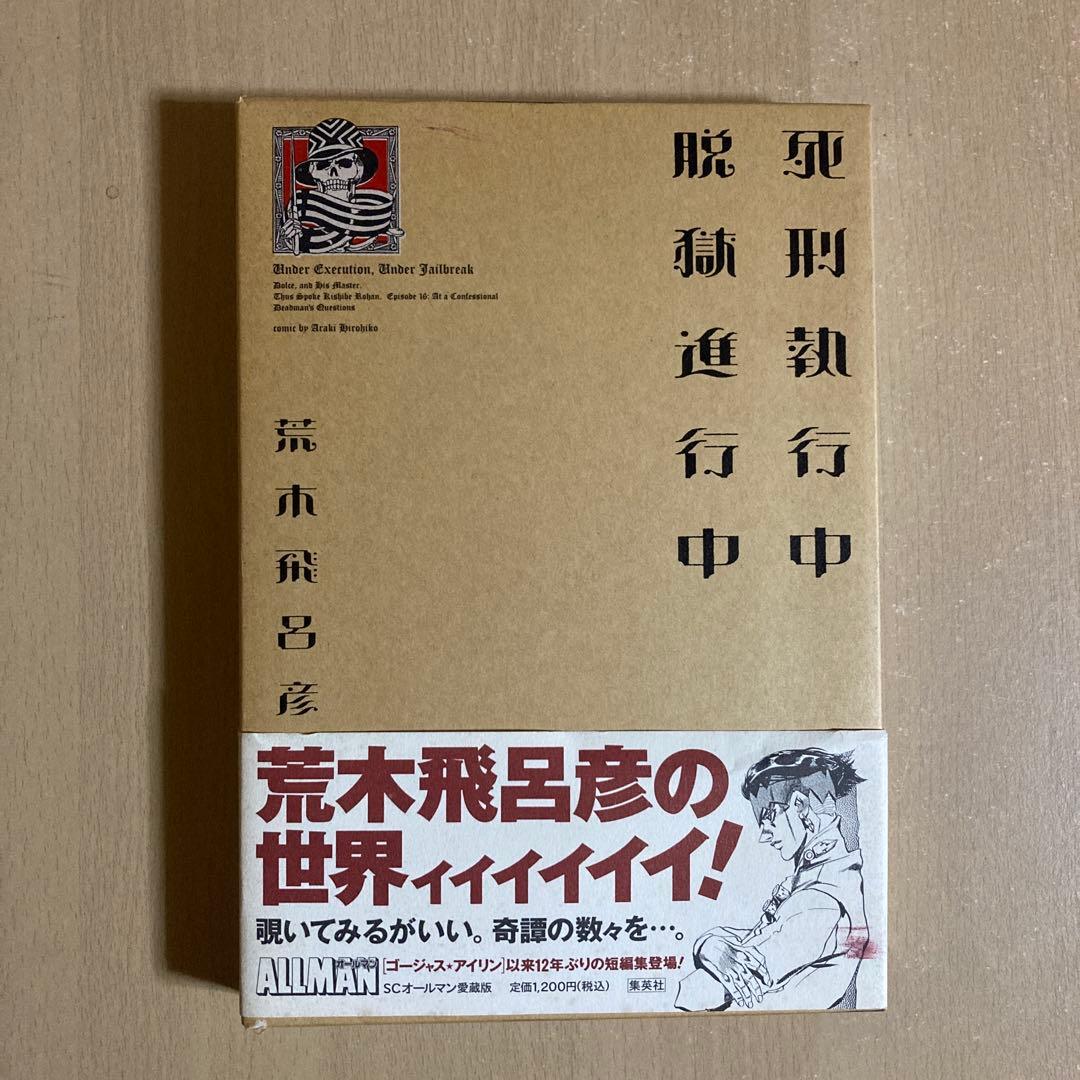 死刑執行中
脱獄進行中
Under Execution, Under Jailbreak
Dolce, and His Master.
Thus Spoke Kishibe Rohan. Episode 16: At a Confessional
Deadman's Questions
comic by Araki Hirohiko
荒木飛呂彦
荒木飛呂彦の
世界ィィィィィィ!
覗いてみるがいい。奇譚の数々を…。
ALLMAN オールマン
[ゴージャス★アイリン]以来12年ぶりの短編集登場!
SCオールマン愛蔵版 定価1,200円(税込) 集英社